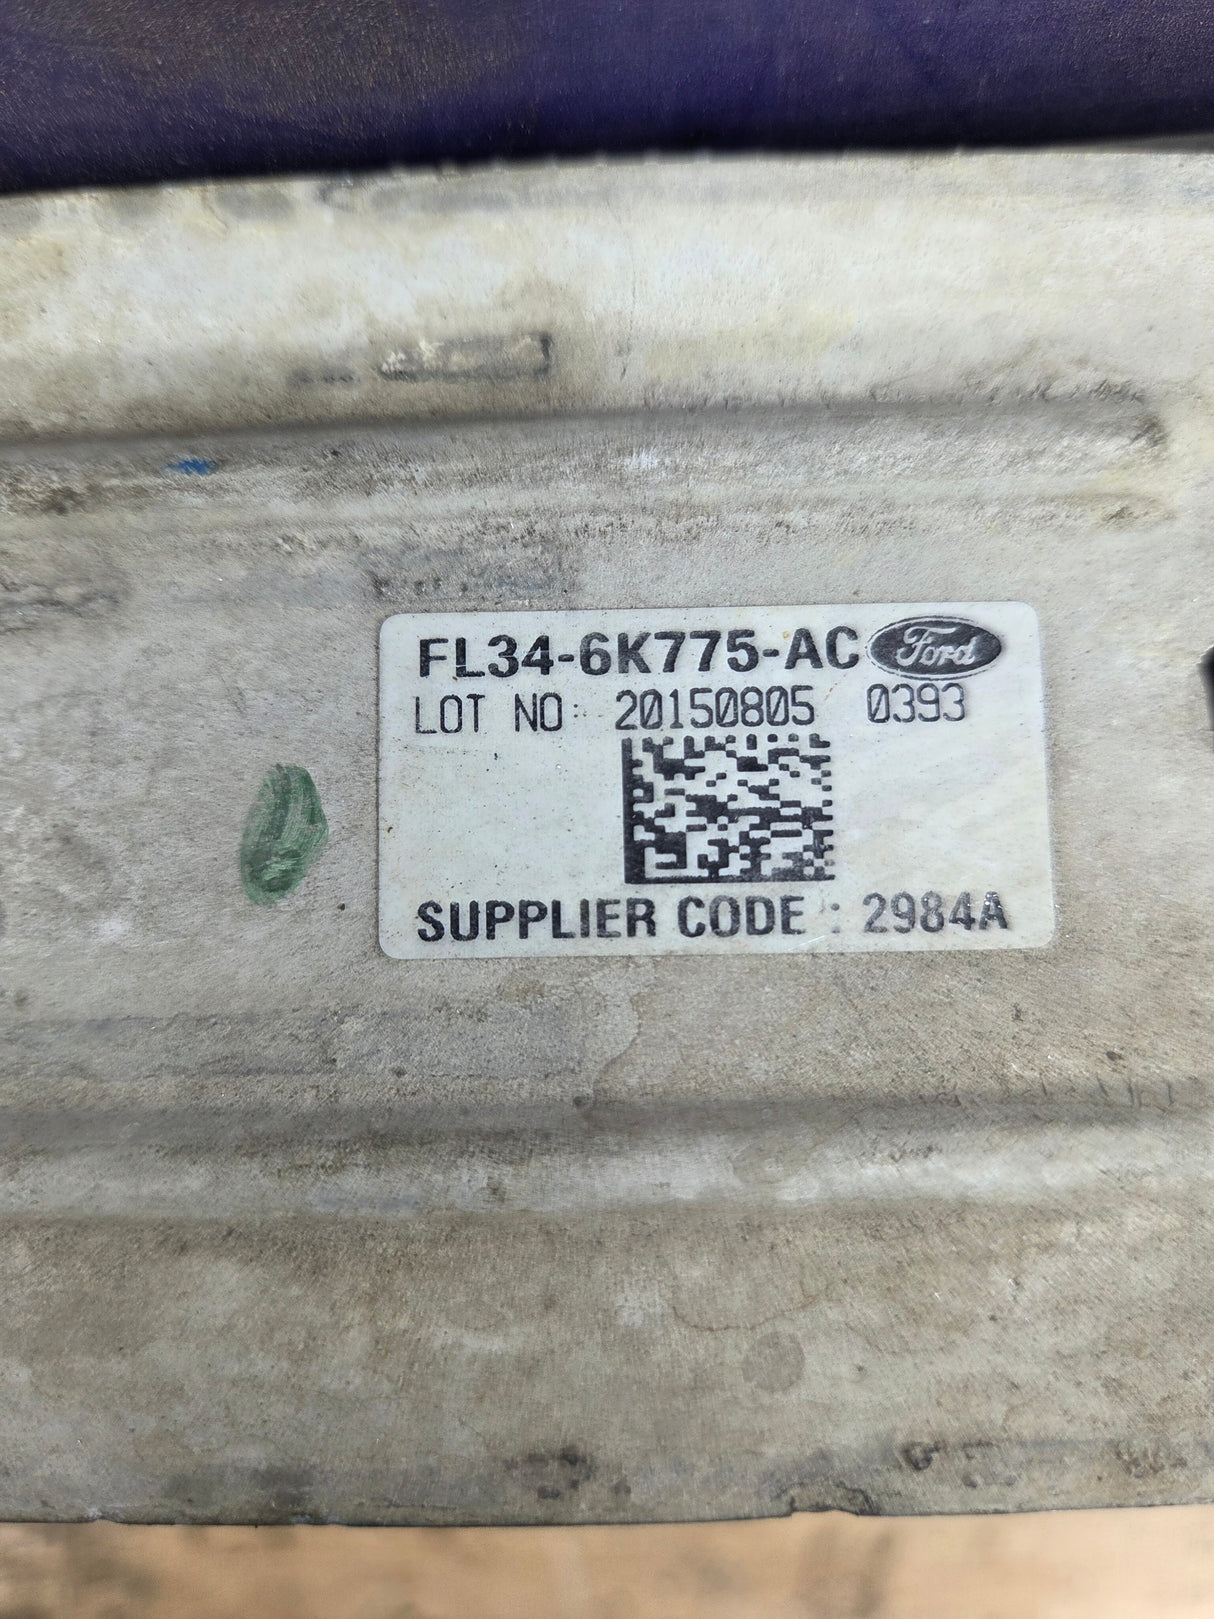 FL34-6K775-AC Ford
LOT NO: 20150805 0393
SUPPLIER CODE : 2984A